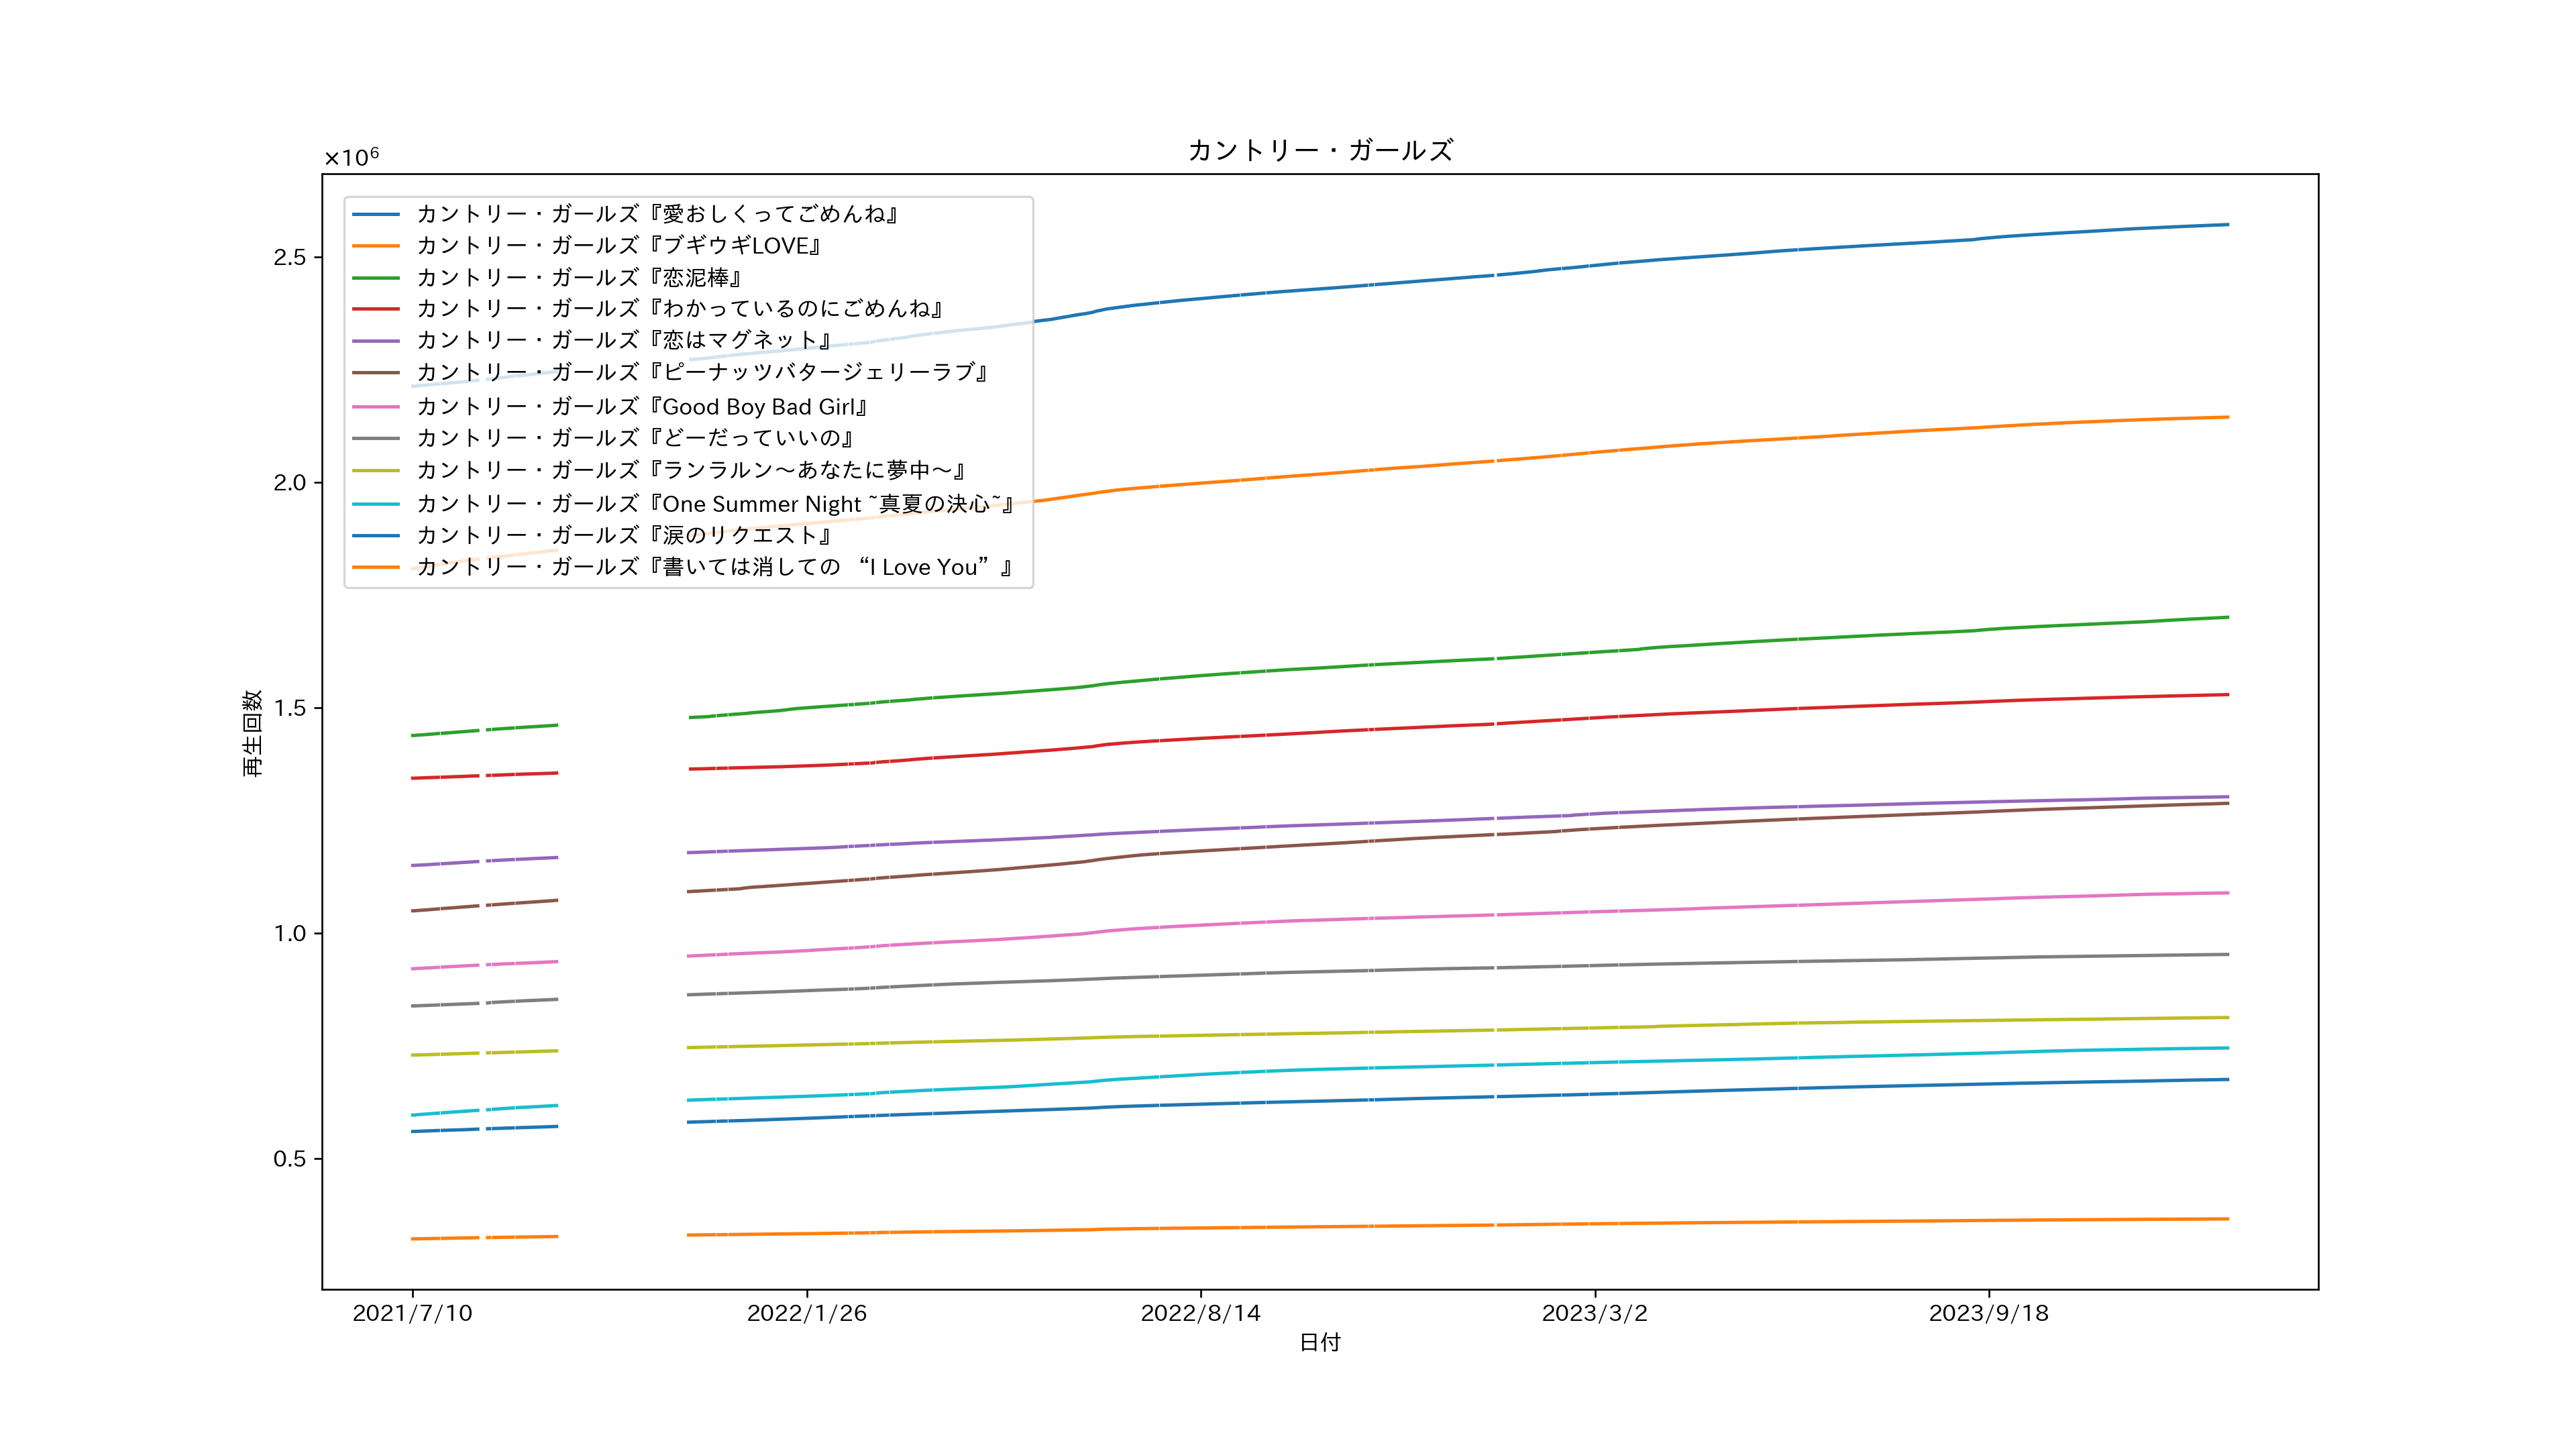 カントリー・ガールズ
×10⁶
カントリー・ガールズ『愛おしくってごめんね』
カントリー・ガールズ『ブギウギLOVE』
カントリー・ガールズ『恋泥棒』
カントリー・ガールズ『わかっているのにごめんね』
カントリー・ガールズ『恋はマグネット』
カントリー・ガールズ『ピーナッツバタージェリーラブ』
カントリー・ガールズ『Good Boy Bad Girl』
カントリー・ガールズ『どーだっていいの』
カントリー・ガールズ『ランラルン～あなたに夢中～』
カントリー・ガールズ『One Summer Night ~真夏の決心~』
カントリー・ガールズ『涙のリクエスト』
カントリー・ガールズ『書いては消しての “I Love You”』
2.5
2.0
1.5
1.0
0.5
再生回数
2021/7/10
2022/1/26
2022/8/14
2023/3/2
2023/9/18
日付